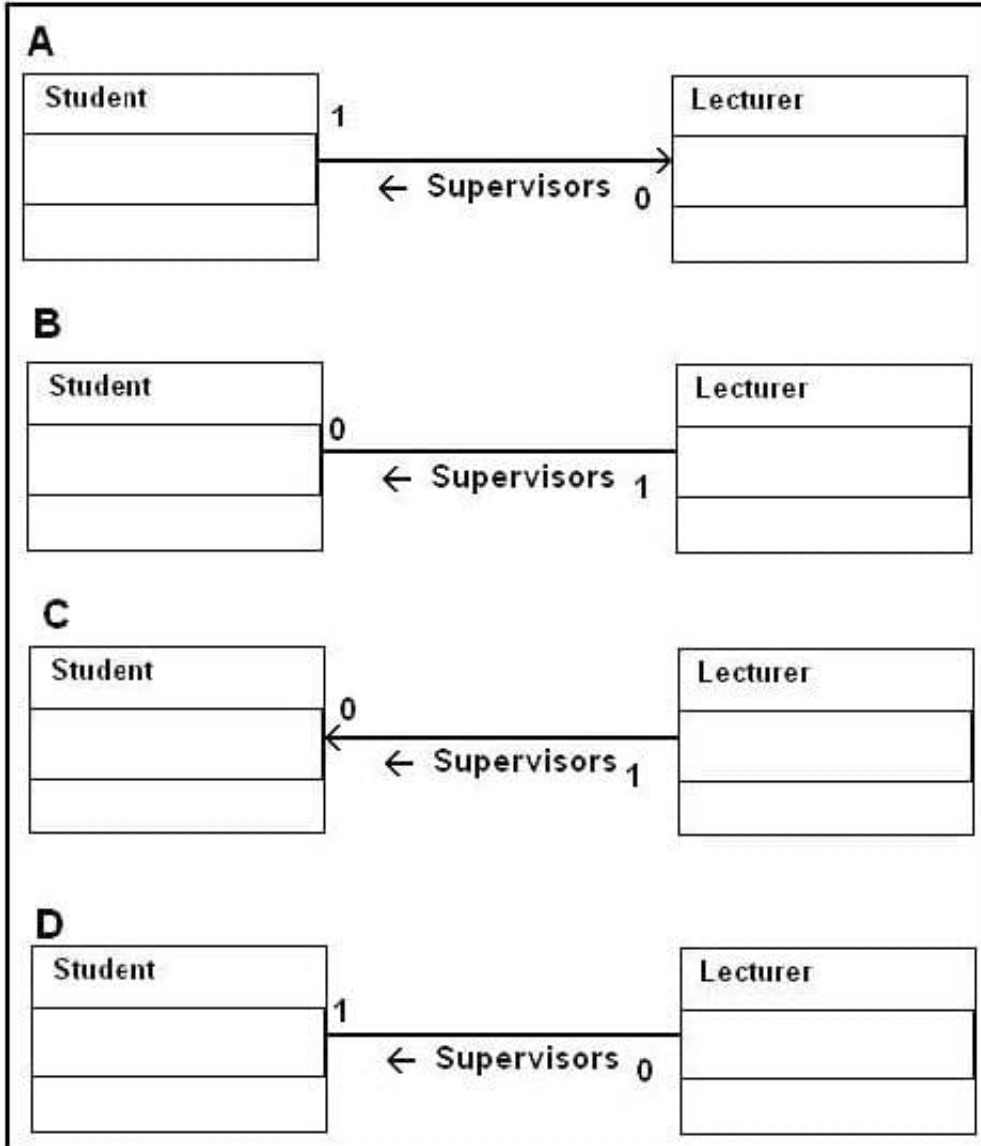 A
Student
Lecturer
1
← Supervisors 0
B
Student
Lecturer
0
← Supervisors 1
C
Student
Lecturer
0
← Supervisors 1
D
Student
Lecturer
1
← Supervisors 0